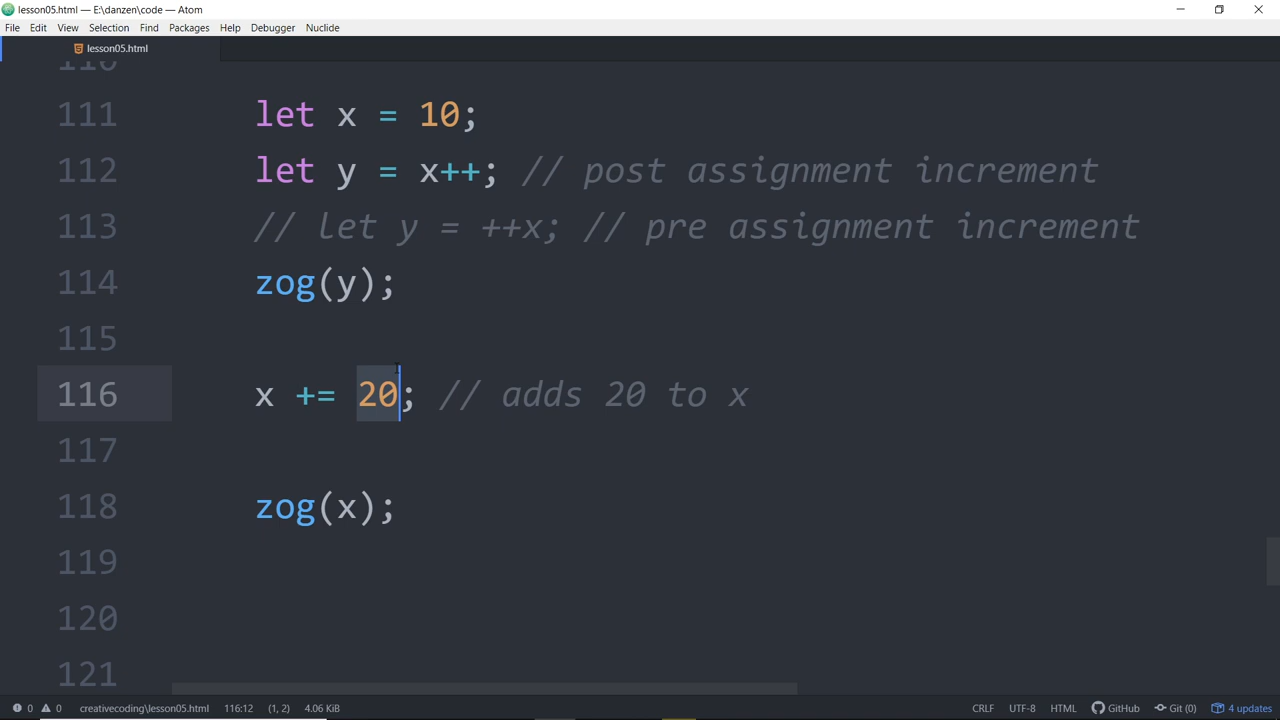 lesson05.html — E:\danzen\code — Atom
File Edit View Selection Find Packages Help Debugger Nuclide
lesson05.html
110
111 let x = 10;
112 let y = x++; // post assignment increment
113 // let y = ++x; // pre assignment increment
114 zog(y);
115
116 x += 20; // adds 20 to x
117
118 zog(x);
119
120
121
0 0 creativecoding\lesson05.html 116:12 (1, 2) 4.06 KiB CRLF UTF-8 HTML GitHub Git (0) 4 updates